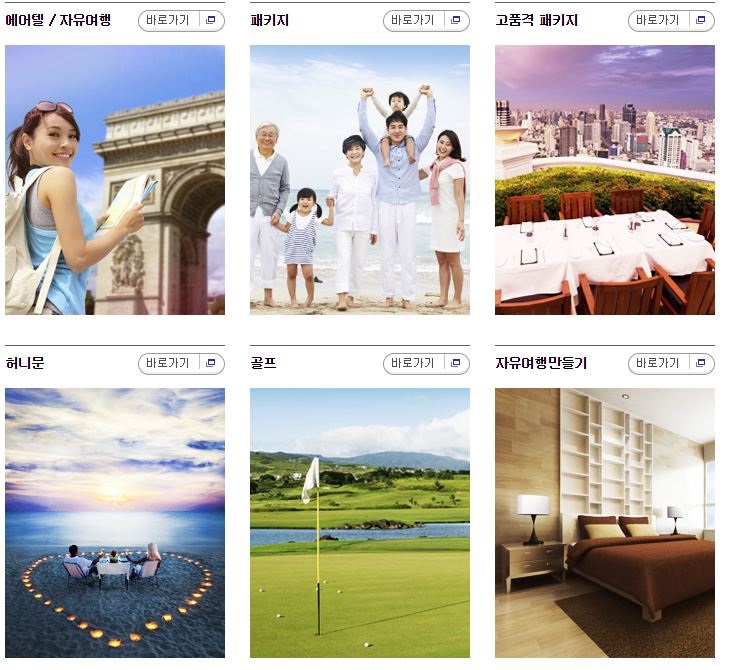 에어텔 / 자유여행 바로가기
패키지 바로가기
고품격 패키지 바로가기
허니문 바로가기
골프 바로가기
자유여행만들기 바로가기